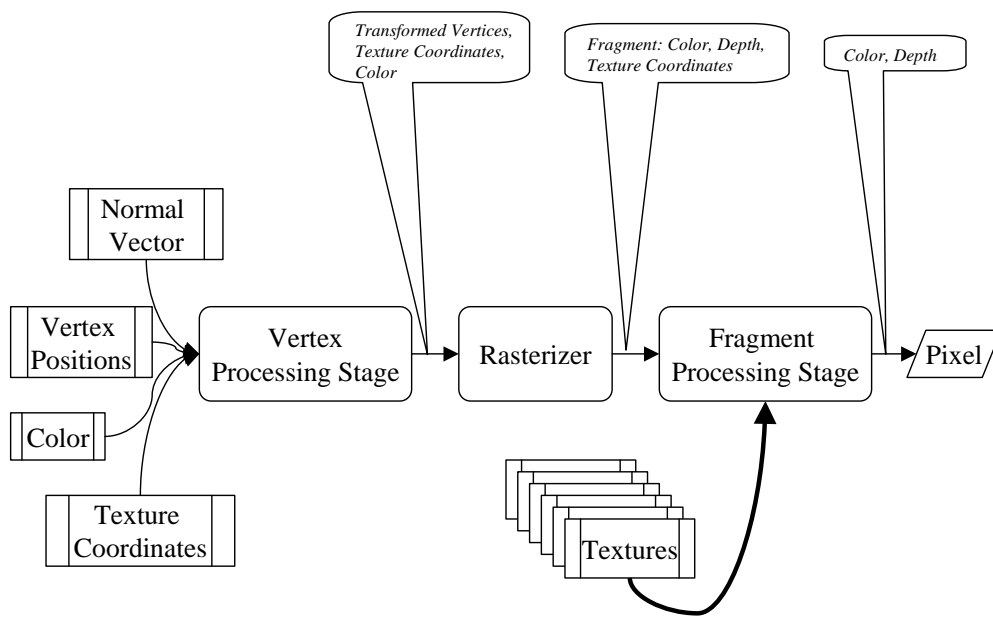 Transformed Vertices,
Texture Coordinates,
Color
Fragment: Color, Depth,
Texture Coordinates
Color, Depth
Normal
Vector
Vertex
Positions
Color
Texture
Coordinates
Vertex
Processing Stage
Rasterizer
Fragment
Processing Stage
Pixel
Textures